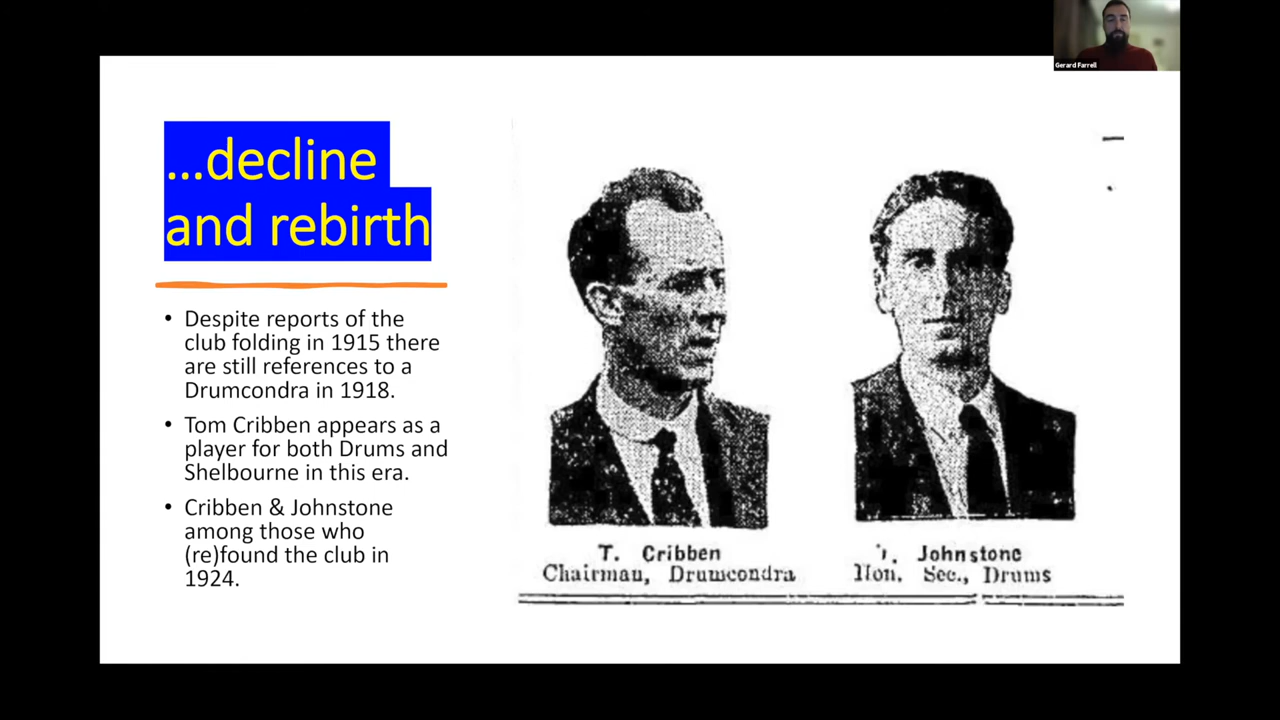 Gerard Farrell
...decline
and rebirth
• Despite reports of the
club folding in 1915 there
are still references to a
Drumcondra in 1918.
• Tom Cribben appears as a
player for both Drums and
Shelbourne in this era.
• Cribben & Johnstone
among those who
(re)found the club in
1924.
T. Cribben
Chairman, Drumcondra
Johnstone
Hon. Sec., Drums